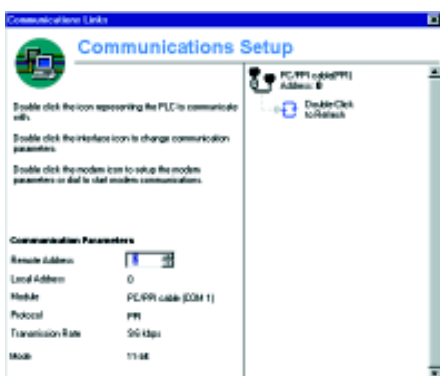 Communications Links
Communications Setup
Double click the icon representing the PLC to communicate
with.
Double click the interface icon to change communication
parameters.
Double click the modem icon to setup the modem
parameters or dial to start modem communications.
Communication Parameters
Remote Address
Local Address 0
Module PC/PPI cable (COM 1)
Protocol PPI
Transmission Rate 9.6 kbps
Mode 11-bit
PC/PPI cable(PPI)
Address: 0
Double-Click
to Refresh